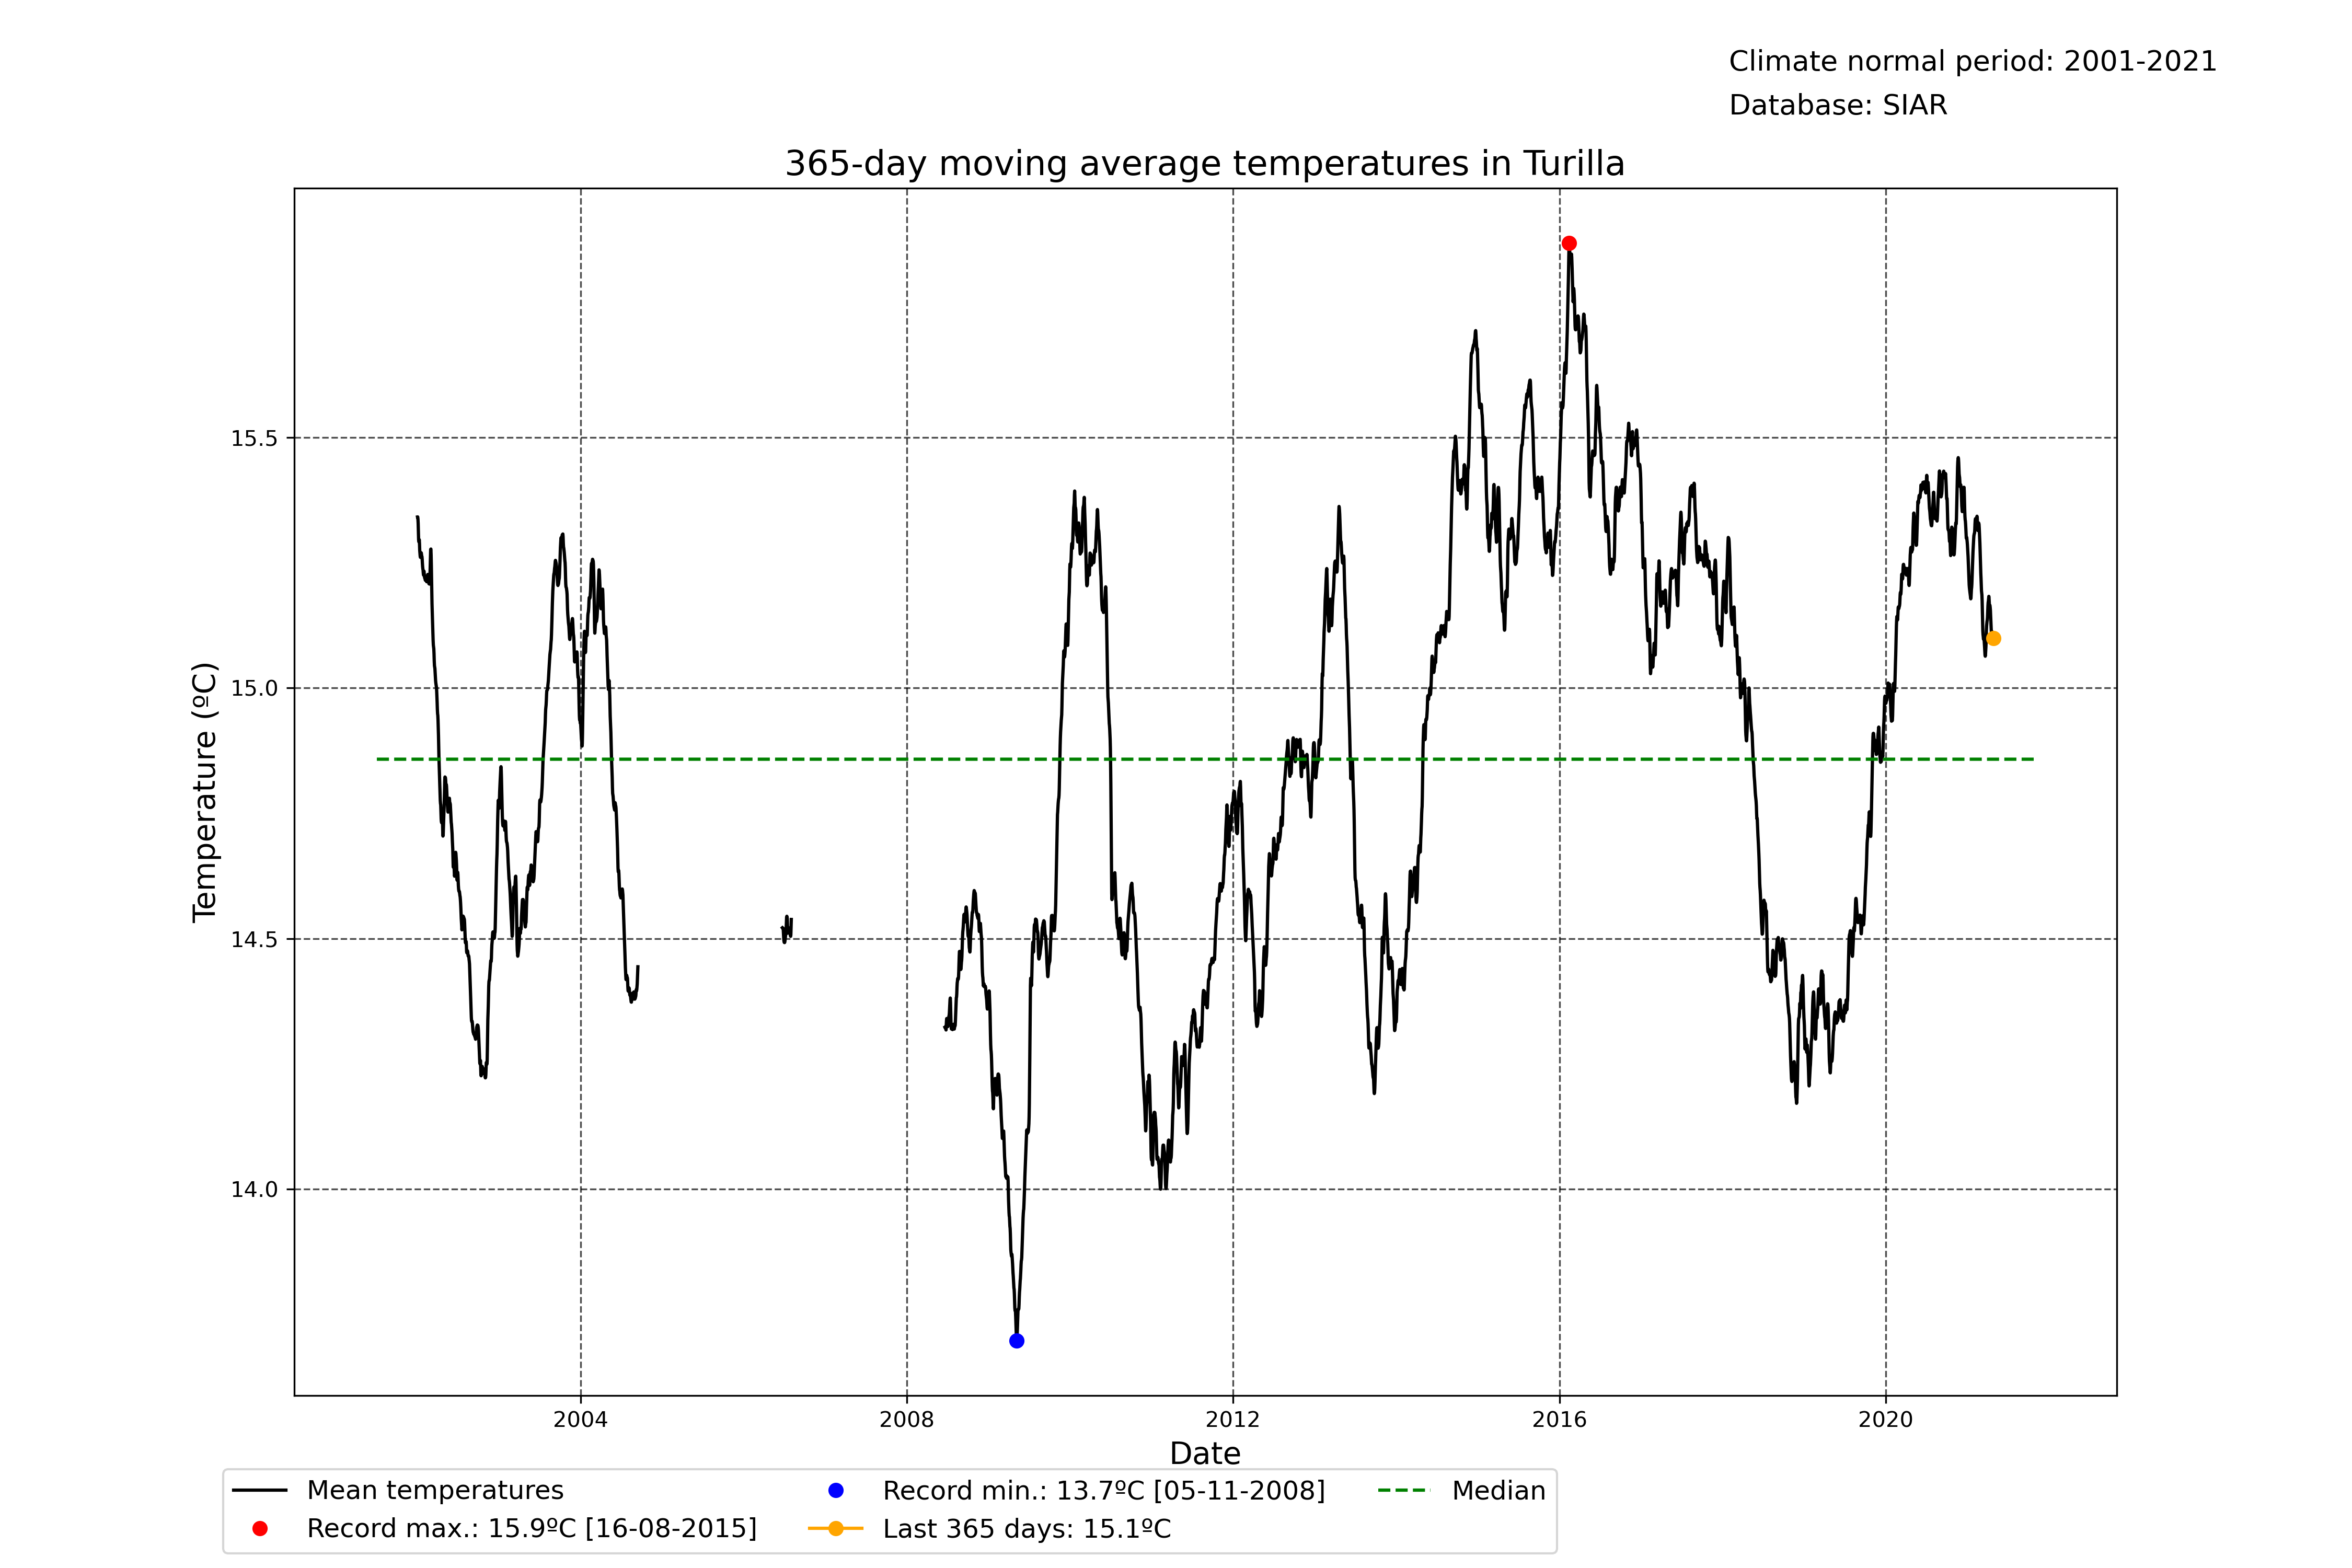 Climate normal period: 2001-2021
Database: SIAR
365-day moving average temperatures in Turilla
Temperature (ºC)
15.5
15.0
14.5
14.0
2004
2008
2012
2016
2020
Date
Mean temperatures
Record max.: 15.9ºC [16-08-2015]
Record min.: 13.7ºC [05-11-2008]
Last 365 days: 15.1ºC
Median